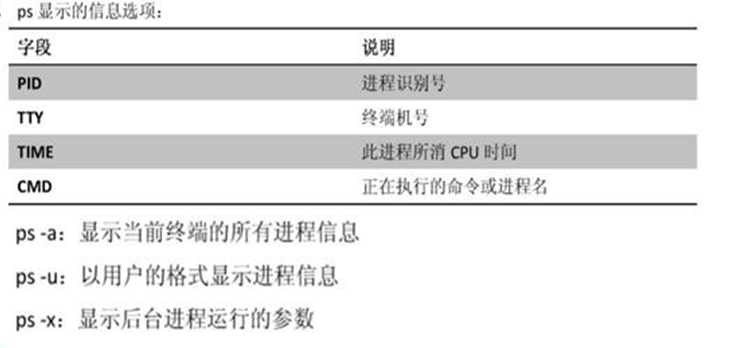 ps 显示的信息选项:
字段 说明
PID 进程识别号
TTY 终端机号
TIME 此进程所消 CPU 时间
CMD 正在执行的命令或进程名
ps -a：显示当前终端的所有进程信息
ps -u：以用户的格式显示进程信息
ps -x：显示后台进程运行的参数